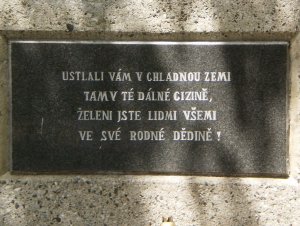 USTLALI VÁM V CHLADNOU ZEMI
TAM V TÉ DÁLNÉ CIZINĚ,
ŽELENI JSTE LIDMI VŠEMI
VE SVÉ RODNÉ DĚDINĚ!